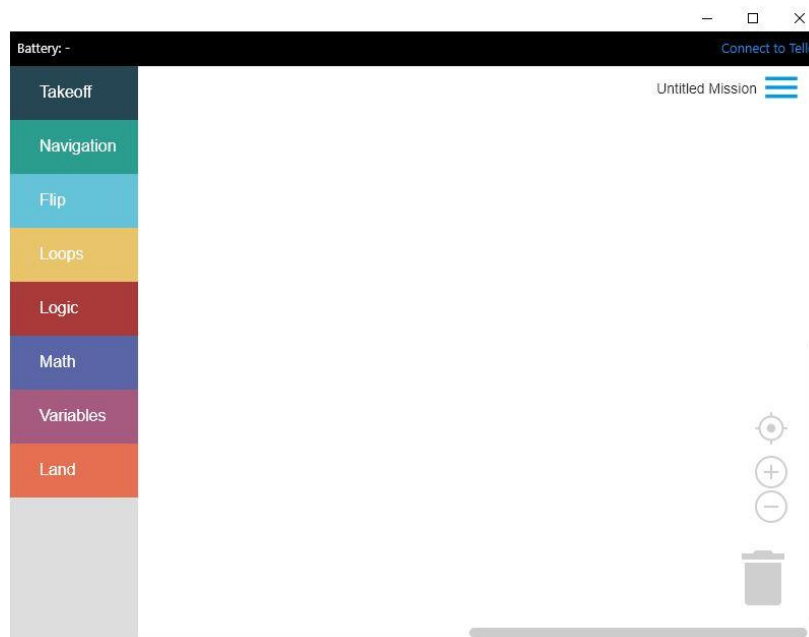 Battery: -
Connect to Tell
Untitled Mission
Takeoff
Navigation
Flip
Loops
Logic
Math
Variables
Land